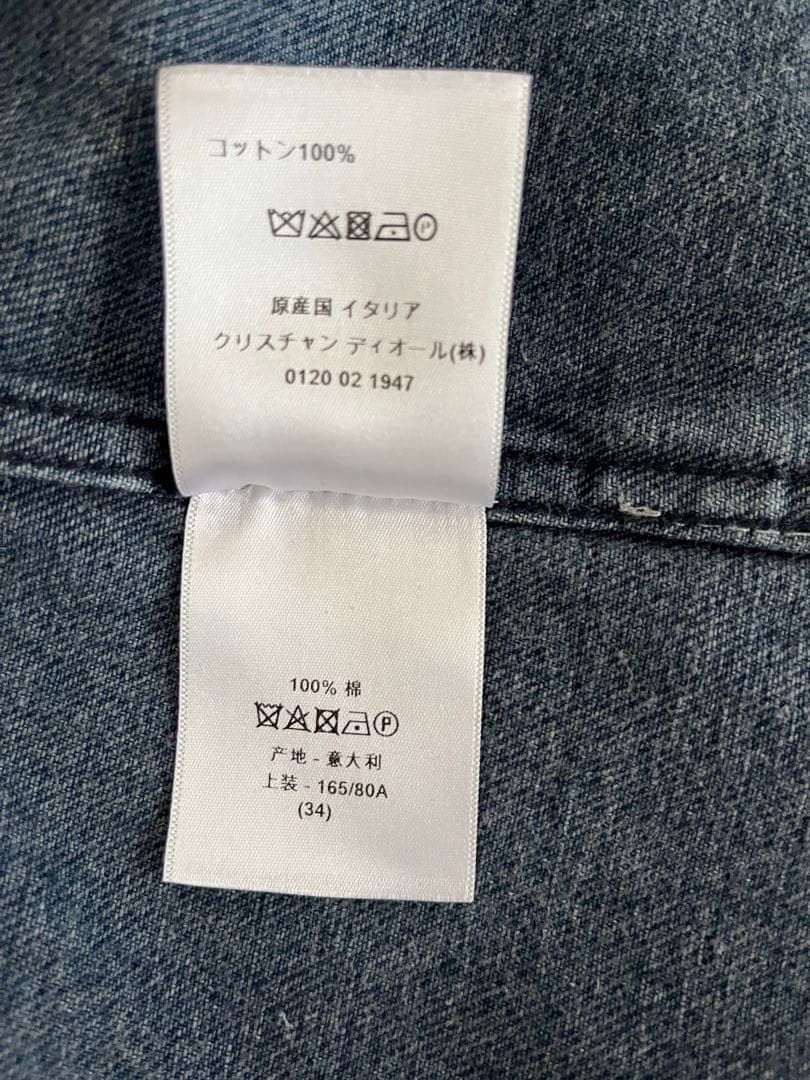 コットン100%
P
原産国 イタリア
クリスチャン ディオール(株)
0120 02 1947
100% 棉
P
产地 - 意大利
上装 - 165/80A
(34)